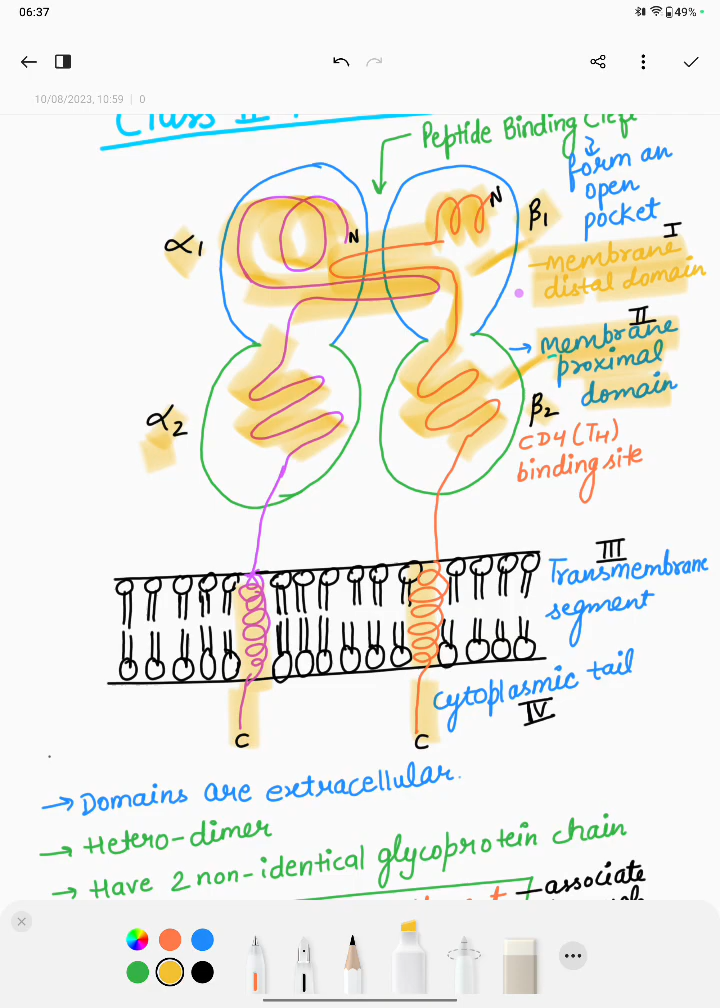 06:37
49%
10/08/2023, 10:59 | 0
Class II
Peptide Binding Cleft
form an
open
pocket
N
N
α1
β1
I
membrane
distal domain
II
Membrane
proximal
domain
α2
β2
CD4 (TH)
binding site
III
Transmembrane
segment
cytoplasmic tail
IV
C
C
→ Domains are extracellular.
→ Hetero-dimer
→ Have 2 non-identical glycoprotein chain
associate